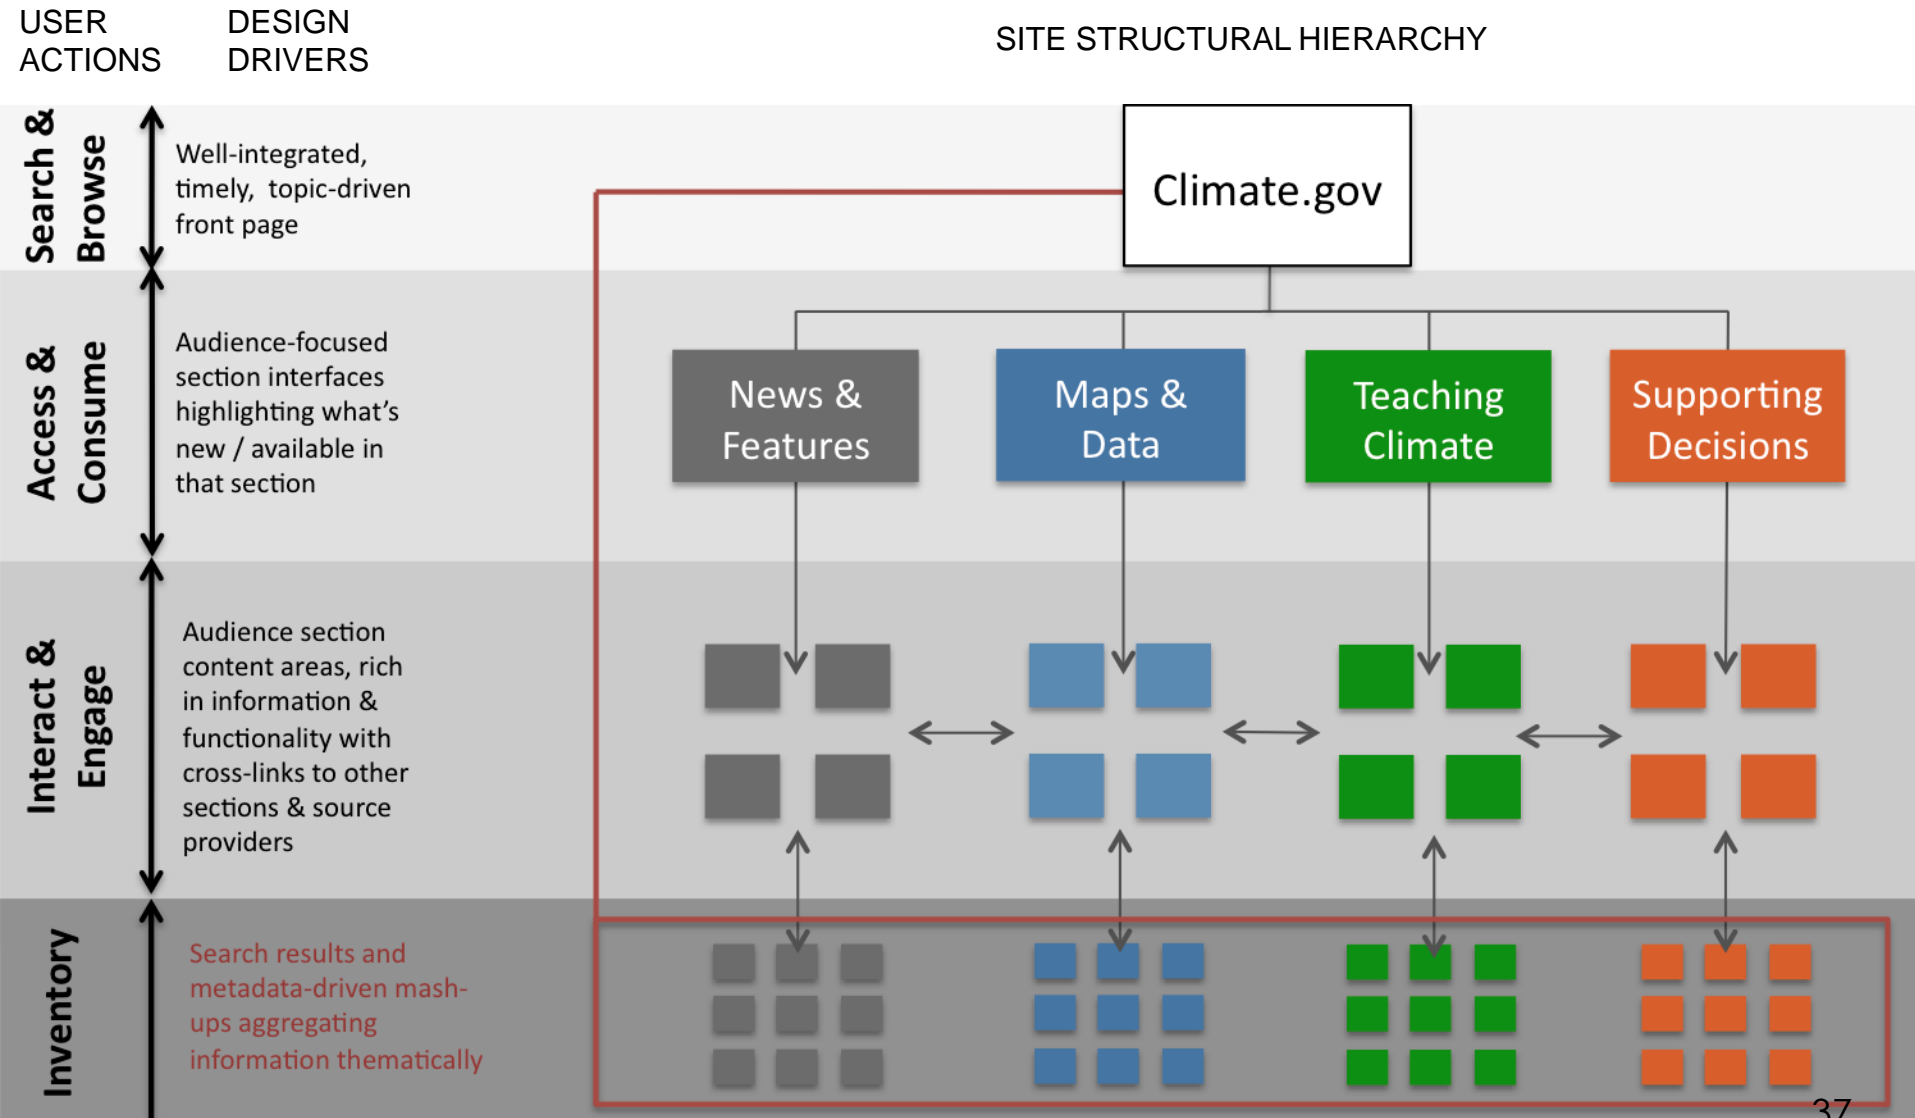 USER
ACTIONS
DESIGN
DRIVERS
SITE STRUCTURAL HIERARCHY
Search &
Browse
Well-integrated,
timely, topic-driven
front page
Climate.gov
Access &
Consume
Audience-focused
section interfaces
highlighting what's
new / available in
that section
News &
Features
Maps &
Data
Teaching
Climate
Supporting
Decisions
Interact &
Engage
Audience section
content areas, rich
in information &
functionality with
cross-links to other
sections & source
providers
Inventory
Search results and
metadata-driven mash-
ups aggregating
information thematically
37